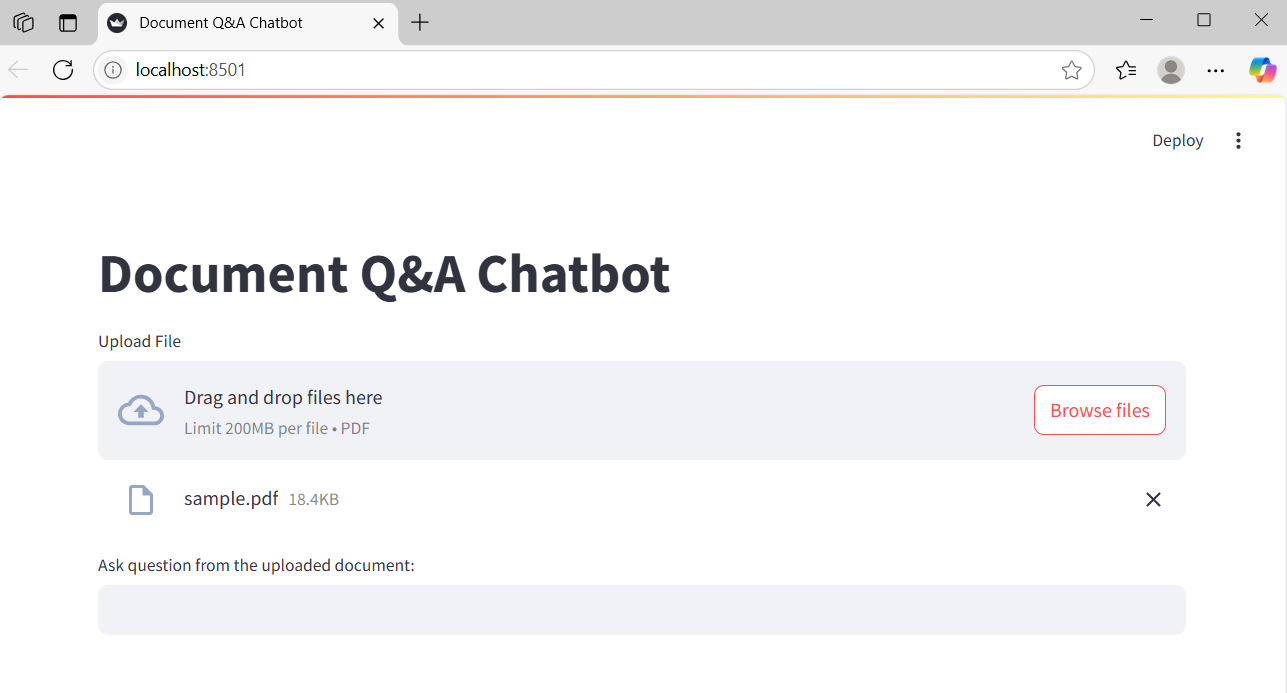 Document Q&A Chatbot
localhost:8501
Deploy
Document Q&A Chatbot
Upload File
Drag and drop files here
Limit 200MB per file • PDF
Browse files
sample.pdf 18.4KB
Ask question from the uploaded document: